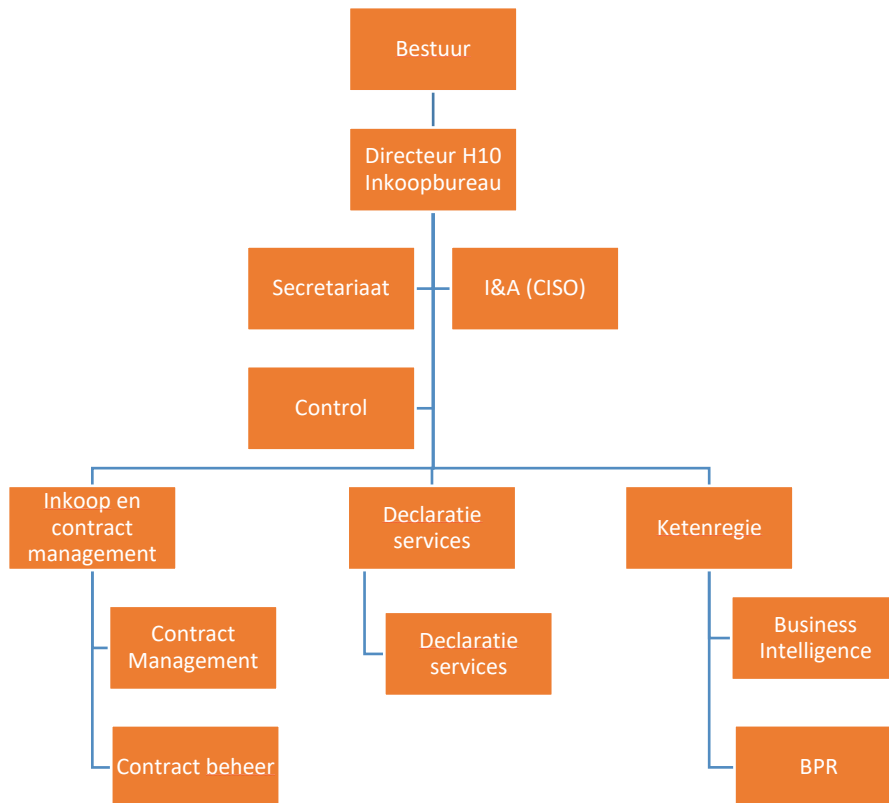 Bestuur
Directeur H10
Inkoopbureau
Secretariaat
I&A (CISO)
Control
Inkoop en
contract
management
Declaratie
services
Ketenregie
Contract
Management
Declaratie
services
Business
Intelligence
Contract beheer
BPR